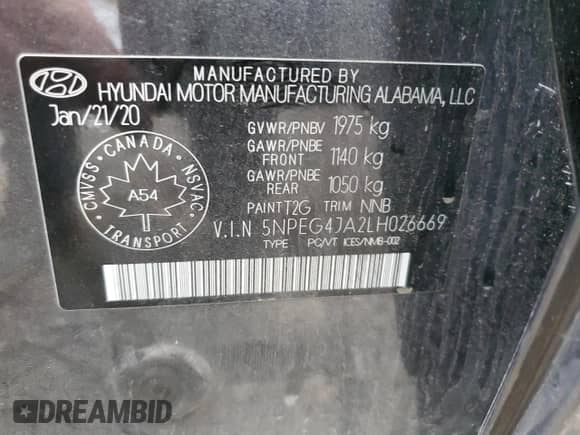 MANUFACTURED BY
HYUNDAI MOTOR MANUFACTURING ALABAMA, LLC
Jan/21/20
GVWR/PNBV 1975 kg
GAWR/PNBE FRONT 1140 kg
GAWR/PNBE REAR 1050 kg
PAINT T2G TRIM NNB
V.I.N 5NPEG4JA2LH026669
TYPE PC/VT ICES/NMB-002
CMVSS · CANADA · NSVAC · TRANSPORT ·
A54
DREAMBID